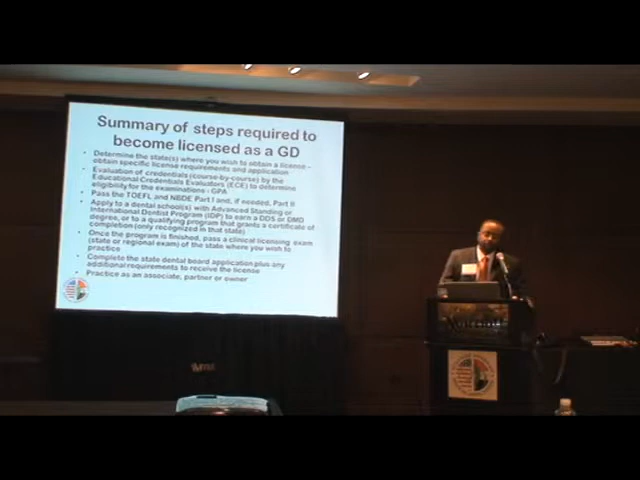 Summary of steps required to
become licensed as a GD
• Determine the state(s) where you wish to obtain a license -
obtain specific license requirements and application
• Evaluation of credentials (course-by-course) by the
Educational Credentials Evaluators (ECE) to determine
eligibility for the examinations - GPA
• Pass the TOEFL and NBDE Part I and, if needed, Part II
• Apply to a dental school(s) with Advanced Standing or
International Dentist Program (IDP) to earn a DDS or DMD
degree, or to a qualifying program that grants a certificate of
completion (only recognized in that state)
• Once the program is finished, pass a clinical licensing exam
(state or regional exam) of the state where you wish to
practice
• Complete the state dental board application plus any
additional requirements to receive the license
• Practice as an associate, partner or owner